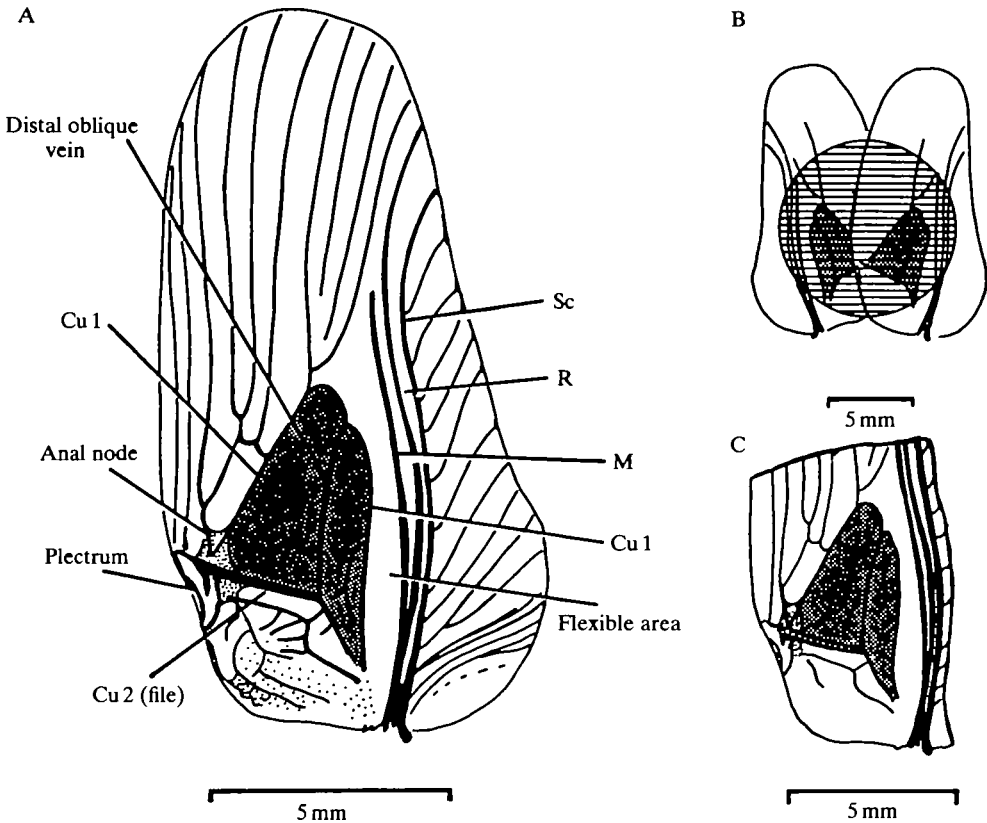 A
Distal oblique
vein
Cu 1
Anal node
Plectrum
Cu 2 (file)
Sc
R
M
Cu 1
Flexible area
5 mm
B
5 mm
C
5 mm